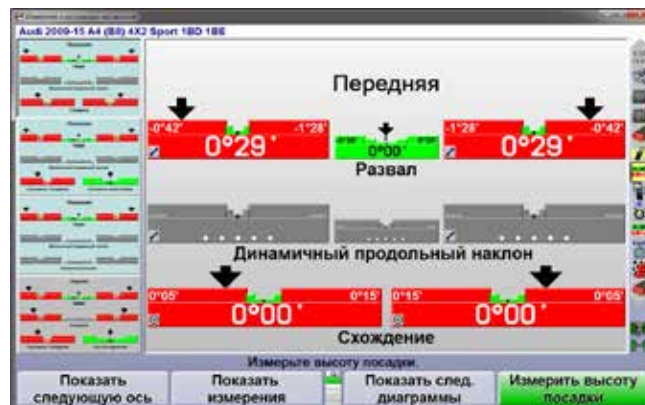 Audi 2009-15 A4 (B8) 4X2 Sport 1BD 1BE
Передняя
-0°42' -1°28' -1°28' -0°42'
0°29' 0°00' 0°29'
Развал
Динамичный продольный наклон
0°05' 0°15' 0°15' 0°05'
0°00' 0°00'
Схождение
Измерьте высоту посадки.
Показать следующую ось
Показать измерения
Показать след. диаграммы
Измерить высоту посадки